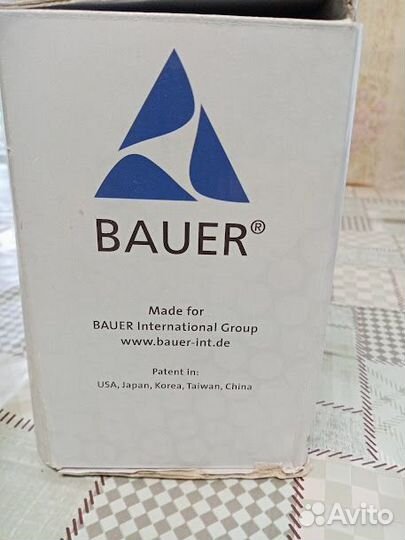 BAUER®
Made for
BAUER International Group
www.bauer-int.de
Patent in:
USA, Japan, Korea, Taiwan, China
Avito